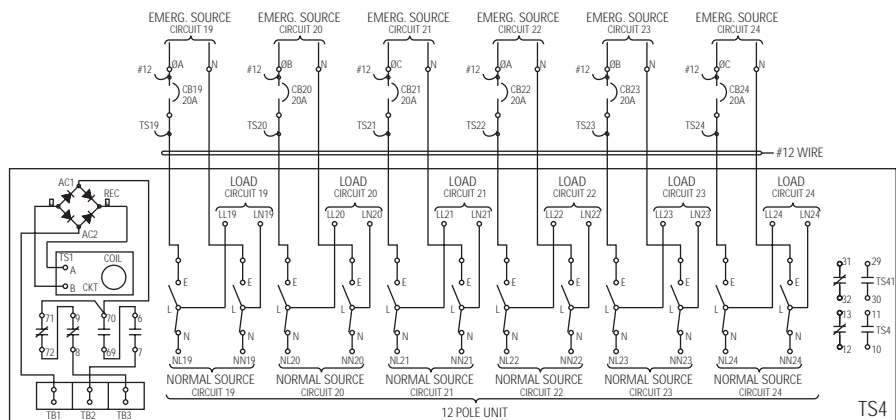 EMERG. SOURCE EMERG. SOURCE EMERG. SOURCE EMERG. SOURCE EMERG. SOURCE EMERG. SOURCE
CIRCUIT 19 CIRCUIT 20 CIRCUIT 21 CIRCUIT 22 CIRCUIT 23 CIRCUIT 24
#12 ØA N #12 ØB N #12 ØC N #12 ØA N #12 ØB N #12 ØC N
CB19 CB20 CB21 CB22 CB23 CB24
20A 20A 20A 20A 20A 20A
TS19 TS20 TS21 TS22 TS23 TS24
#12 WIRE
LOAD LOAD LOAD LOAD LOAD LOAD
CIRCUIT 19 CIRCUIT 20 CIRCUIT 21 CIRCUIT 22 CIRCUIT 23 CIRCUIT 24
AC1 REC
LL19 LN19 LL20 LN20 LL21 LN21 LL22 LN22 LL23 LN23 LL24 LN24
AC2
TS1 COIL
A
B CKT
E E E E E E E E E E E E
L L L L L L L L L L L L
N N N N N N N N N N N N
31 29
TS41
32 30
13 11
TS4
12 10
71 9 70 6
72 8 69 7
NL19 NN19 NL20 NN20 NL21 NN21 NL22 NN22 NL23 NN23 NL24 NN24
NORMAL SOURCE NORMAL SOURCE NORMAL SOURCE NORMAL SOURCE NORMAL SOURCE NORMAL SOURCE
CIRCUIT 19 CIRCUIT 20 CIRCUIT 21 CIRCUIT 22 CIRCUIT 23 CIRCUIT 24
TB1 TB2 TB3
12 POLE UNIT
TS4